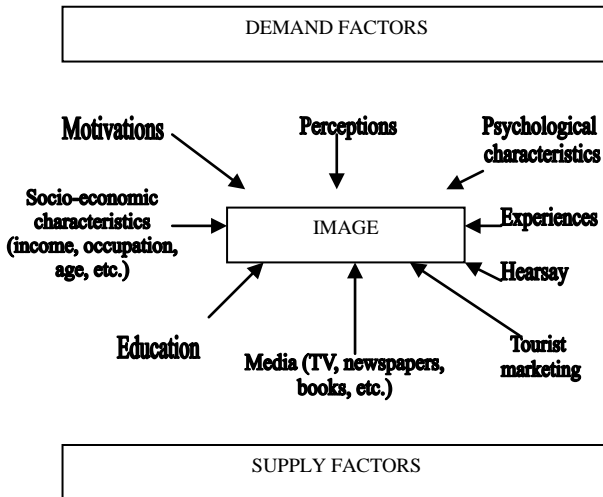 DEMAND FACTORS
Motivations
Perceptions
Psychological
characteristics
Socio-economic
characteristics
(income, occupation,
age, etc.)
IMAGE
Experiences
Hearsay
Education
Media (TV, newspapers,
books, etc.)
Tourist
marketing
SUPPLY FACTORS